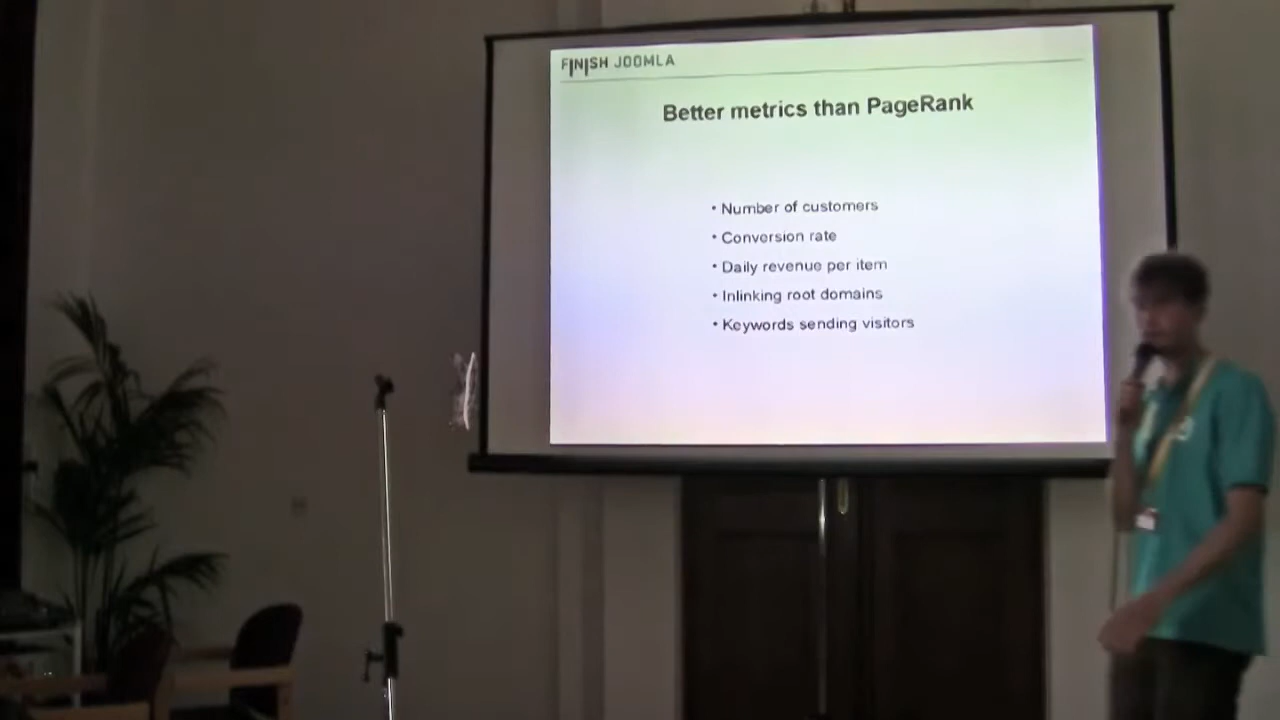 FINISH JOOMLA
Better metrics than PageRank
• Number of customers
• Conversion rate
• Daily revenue per item
• Inlinking root domains
• Keywords sending visitors